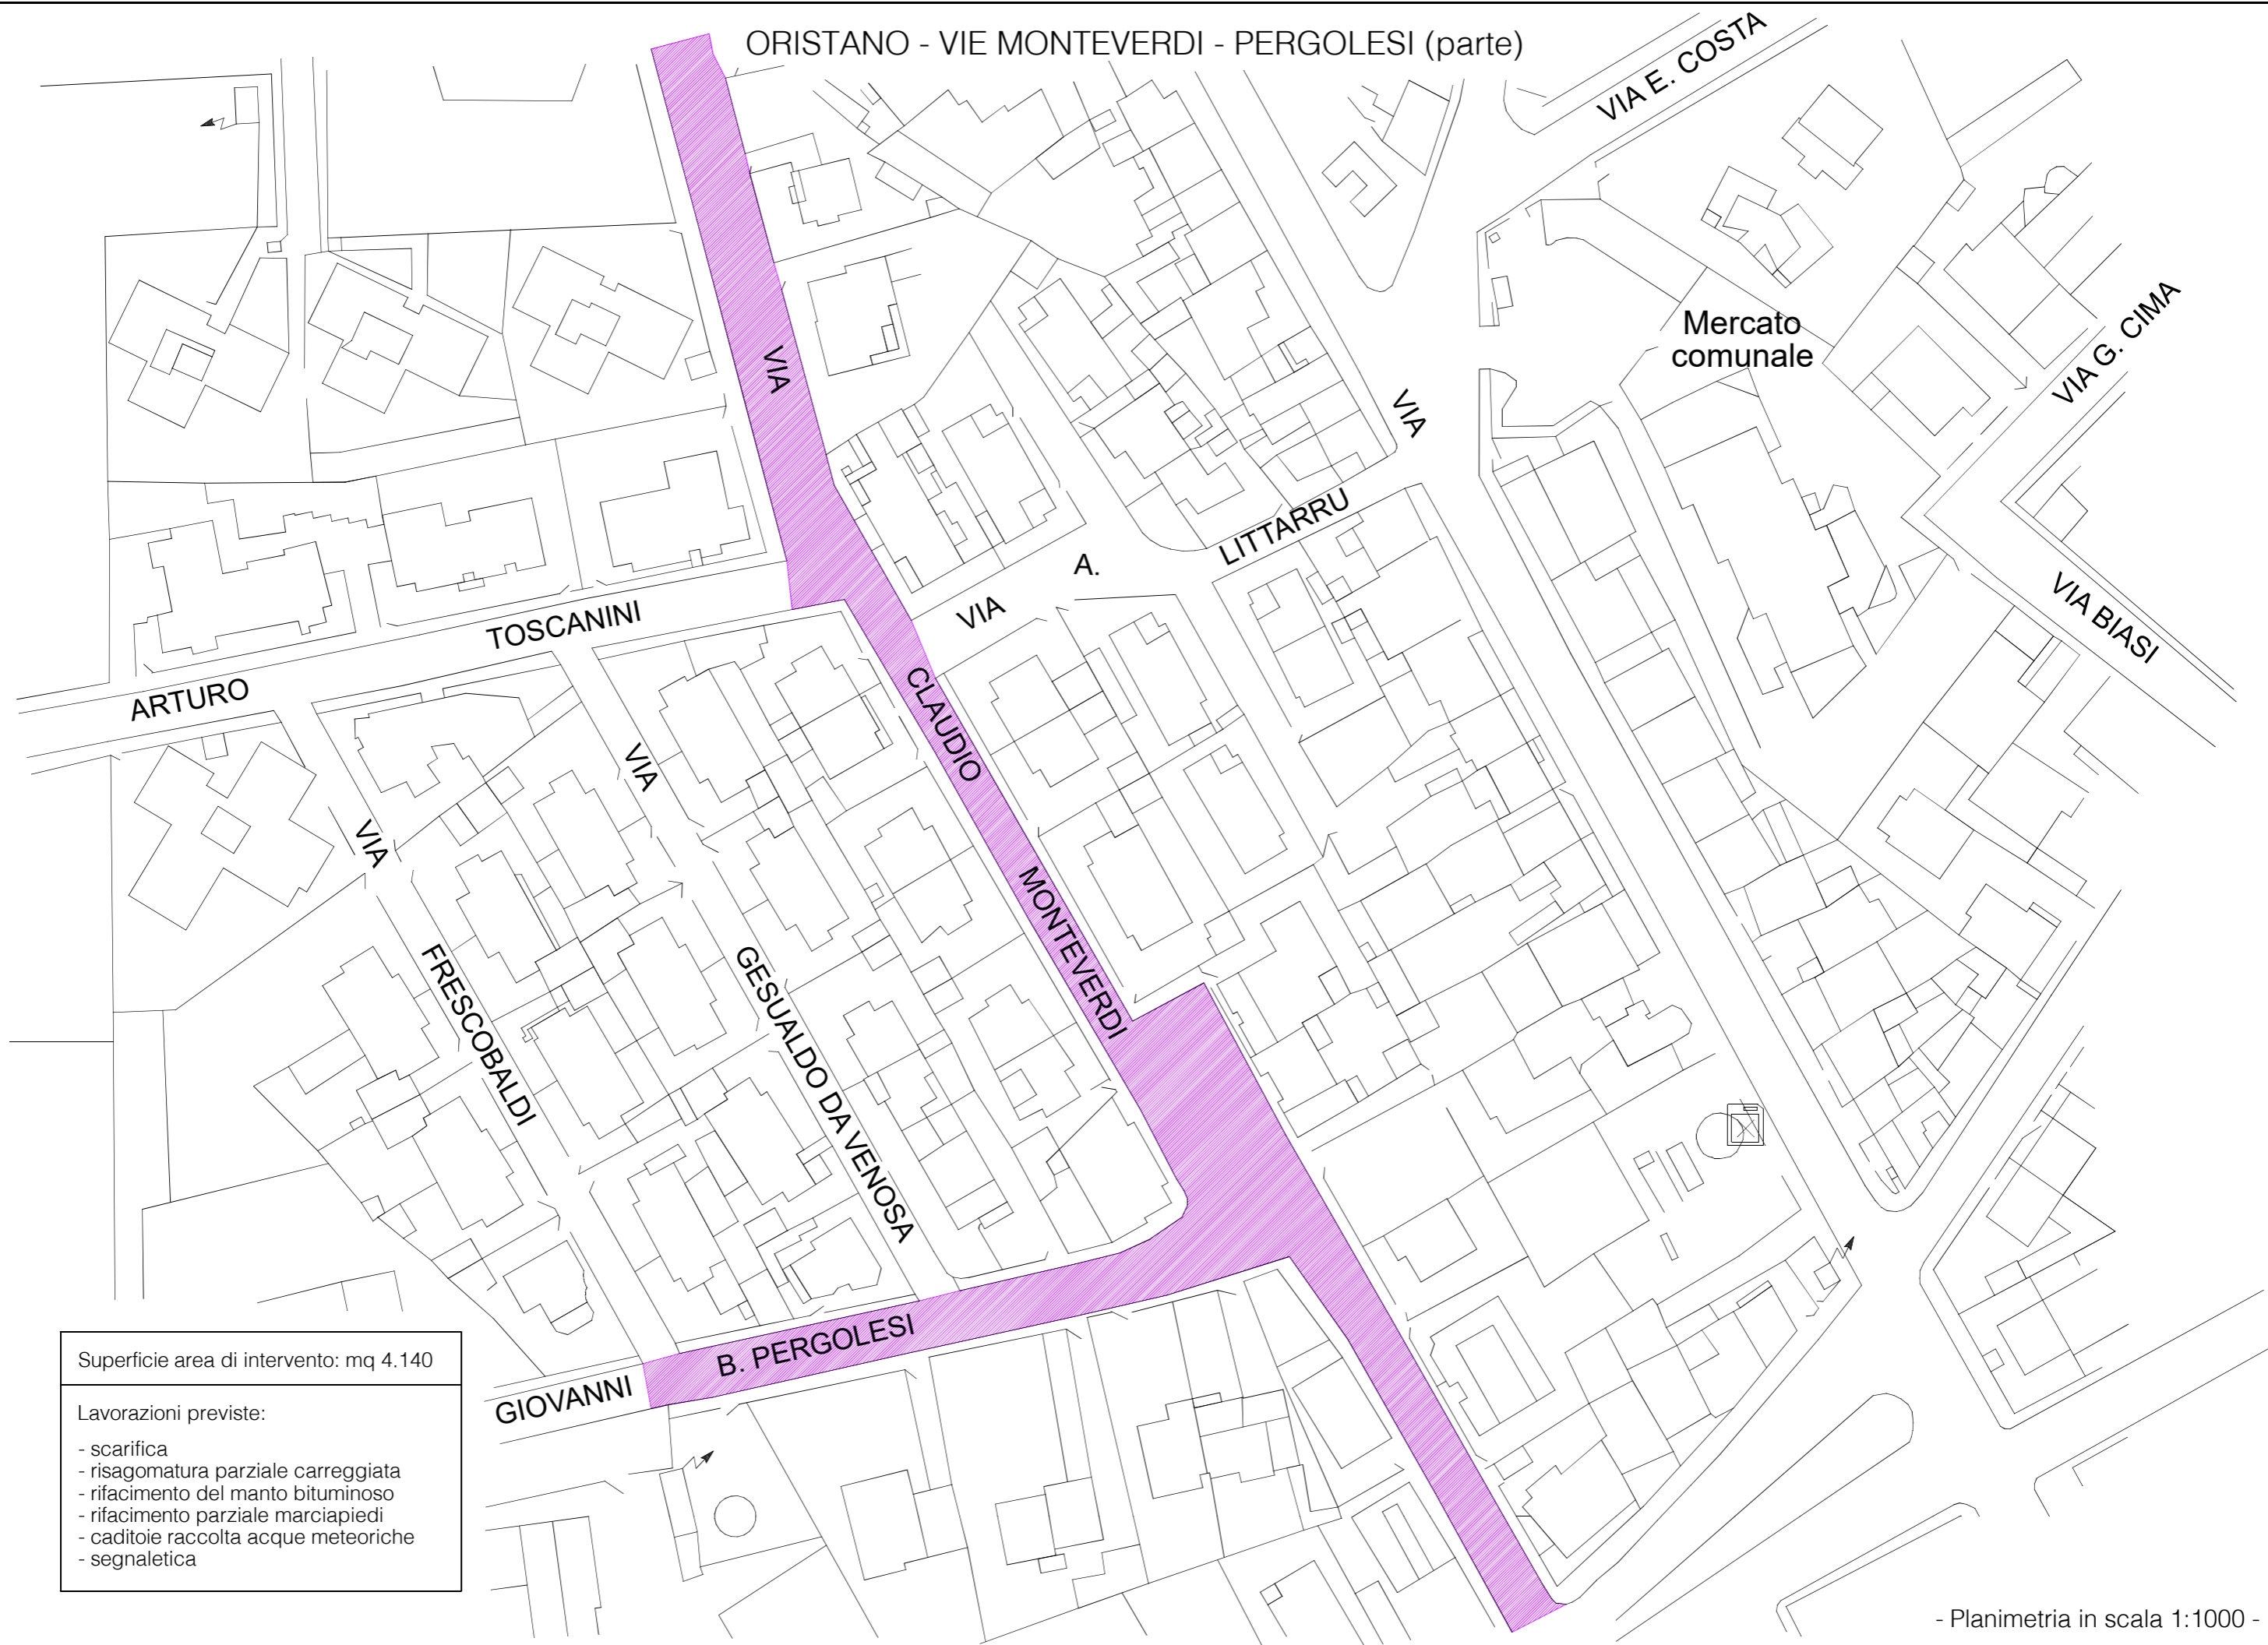 ORISTANO - VIE MONTEVERDI - PERGOLESI (parte)
VIA E. COSTA
Mercato
comunale
VIA G. CIMA
VIA BIASI
VIA
VIA
LITTARRU
A.
VIA
CLAUDIO
MONTEVERDI
TOSCANINI
ARTURO
VIA
VIA
FRESCOBALDI
GESUALDO DA VENOSA
B. PERGOLESI
GIOVANNI
Superficie area di intervento: mq 4.140
Lavorazioni previste:
- scarifica
- risagomatura parziale carreggiata
- rifacimento del manto bituminoso
- rifacimento parziale marciapiedi
- caditoie raccolta acque meteoriche
- segnaletica
- Planimetria in scala 1:1000 -